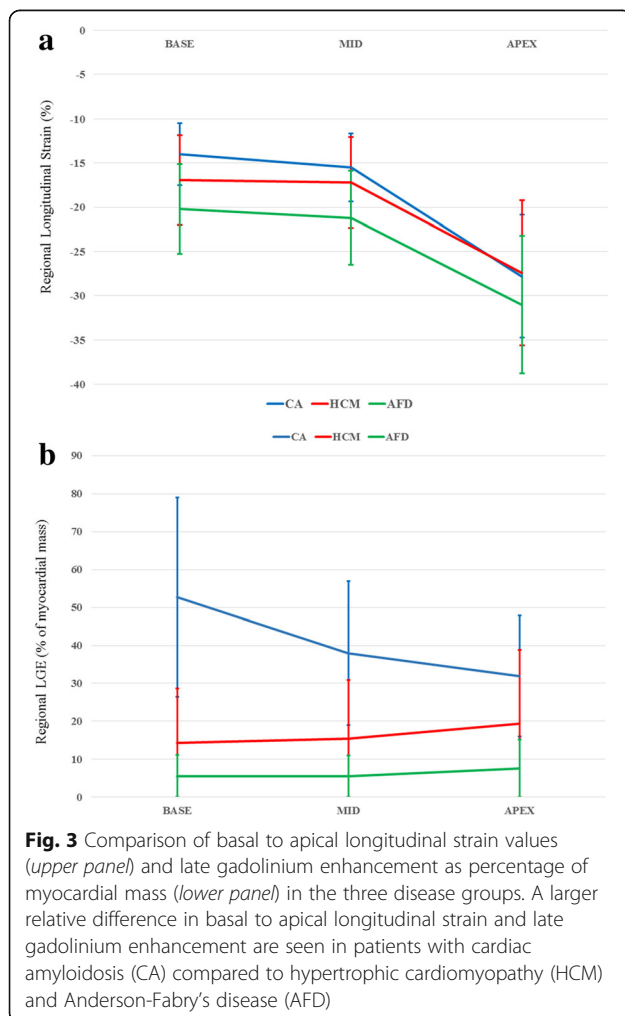 a
0
BASE MID APEX
-5
-10
-15
-20
-25
-30
-35
-40
Regional Longitudinal Strain (%)
CA HCM AFD
CA HCM AFD
b
90
80
70
60
50
40
30
20
10
0
Regional LGE (% of myocardial mass)
BASE MID APEX
Fig. 3 Comparison of basal to apical longitudinal strain values
(upper panel) and late gadolinium enhancement as percentage of
myocardial mass (lower panel) in the three disease groups. A larger
relative difference in basal to apical longitudinal strain and late
gadolinium enhancement are seen in patients with cardiac
amyloidosis (CA) compared to hypertrophic cardiomyopathy (HCM)
and Anderson-Fabry's disease (AFD)